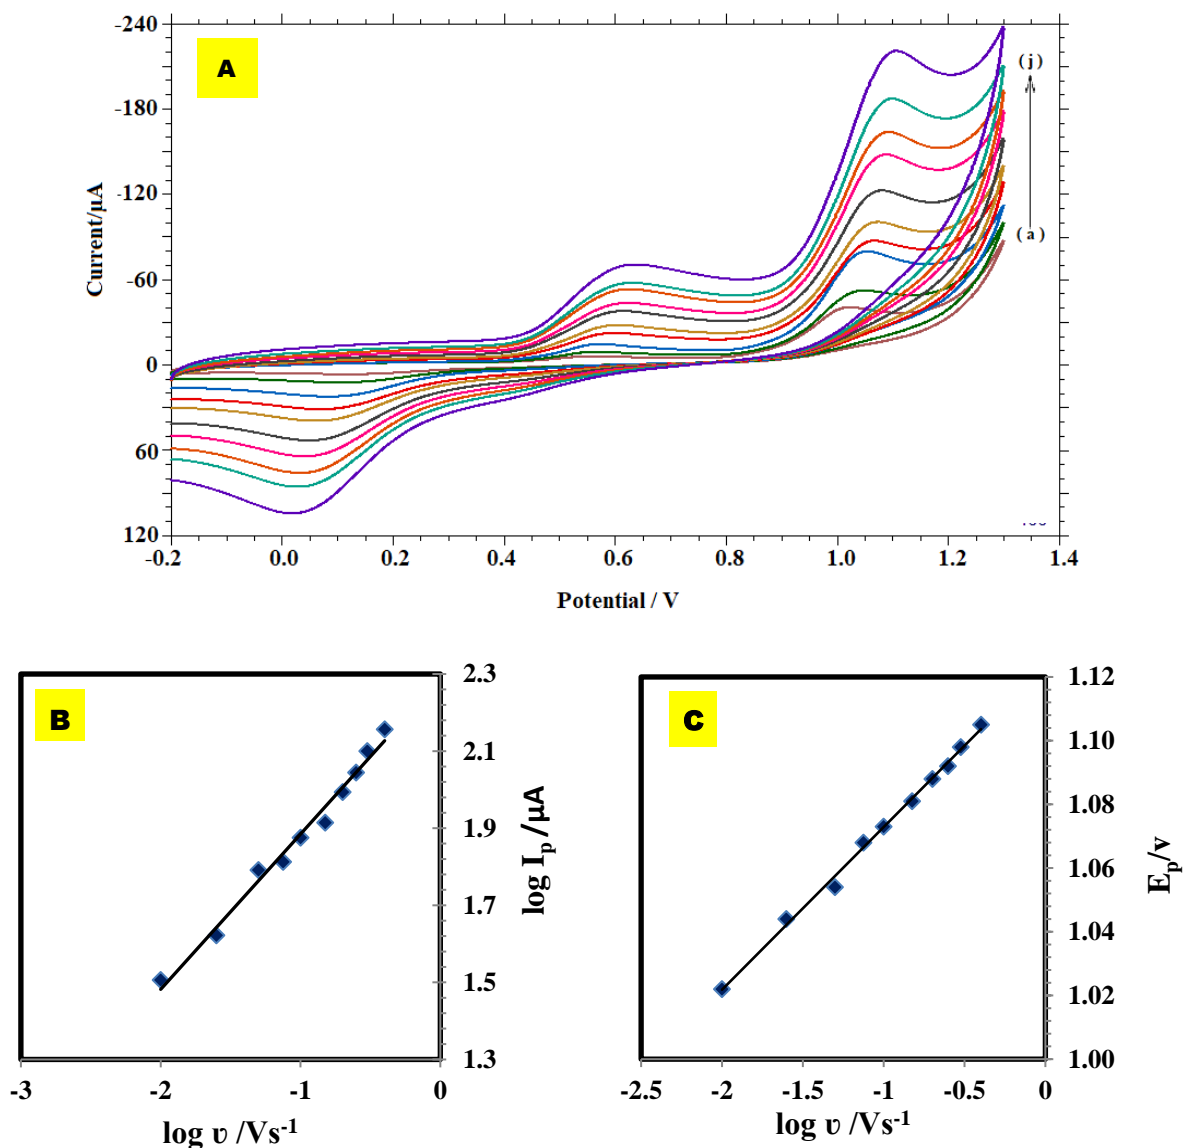 A
-240
-180
-120
-60
0
60
120
Current/μA
(j)
(a)
-0.2 0.0 0.2 0.4 0.6 0.8 1.0 1.2 1.4
Potential / V
B
2.3
2.1
1.9
1.7
1.5
1.3
log Ip /μA
-3 -2 -1 0
log υ /Vs-1
C
1.12
1.10
1.08
1.06
1.04
1.02
1.00
Ep/v
-2.5 -2 -1.5 -1 -0.5 0
log υ /Vs-1